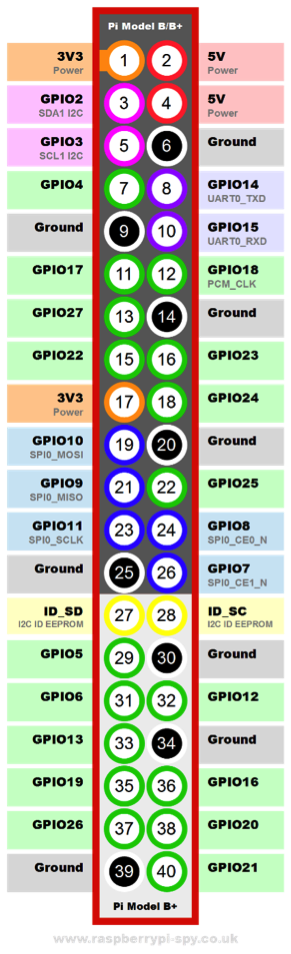 Pi Model B/B+
3V3 1 2 5V
Power Power
GPIO2 3 4 5V
SDA1 I2C Power
GPIO3 5 6 Ground
SCL1 I2C
GPIO4 7 8 GPIO14
UART0_TXD
Ground 9 10 GPIO15
UART0_RXD
GPIO17 11 12 GPIO18
PCM_CLK
GPIO27 13 14 Ground
GPIO22 15 16 GPIO23
3V3 17 18 GPIO24
Power
GPIO10 19 20 Ground
SPI0_MOSI
GPIO9 21 22 GPIO25
SPI0_MISO
GPIO11 23 24 GPIO8
SPI0_SCLK SPI0_CE0_N
Ground 25 26 GPIO7
SPI0_CE1_N
ID_SD 27 28 ID_SC
I2C ID EEPROM I2C ID EEPROM
GPIO5 29 30 Ground
GPIO6 31 32 GPIO12
GPIO13 33 34 Ground
GPIO19 35 36 GPIO16
GPIO26 37 38 GPIO20
Ground 39 40 GPIO21
Pi Model B+
www.raspberrypi-spy.co.uk